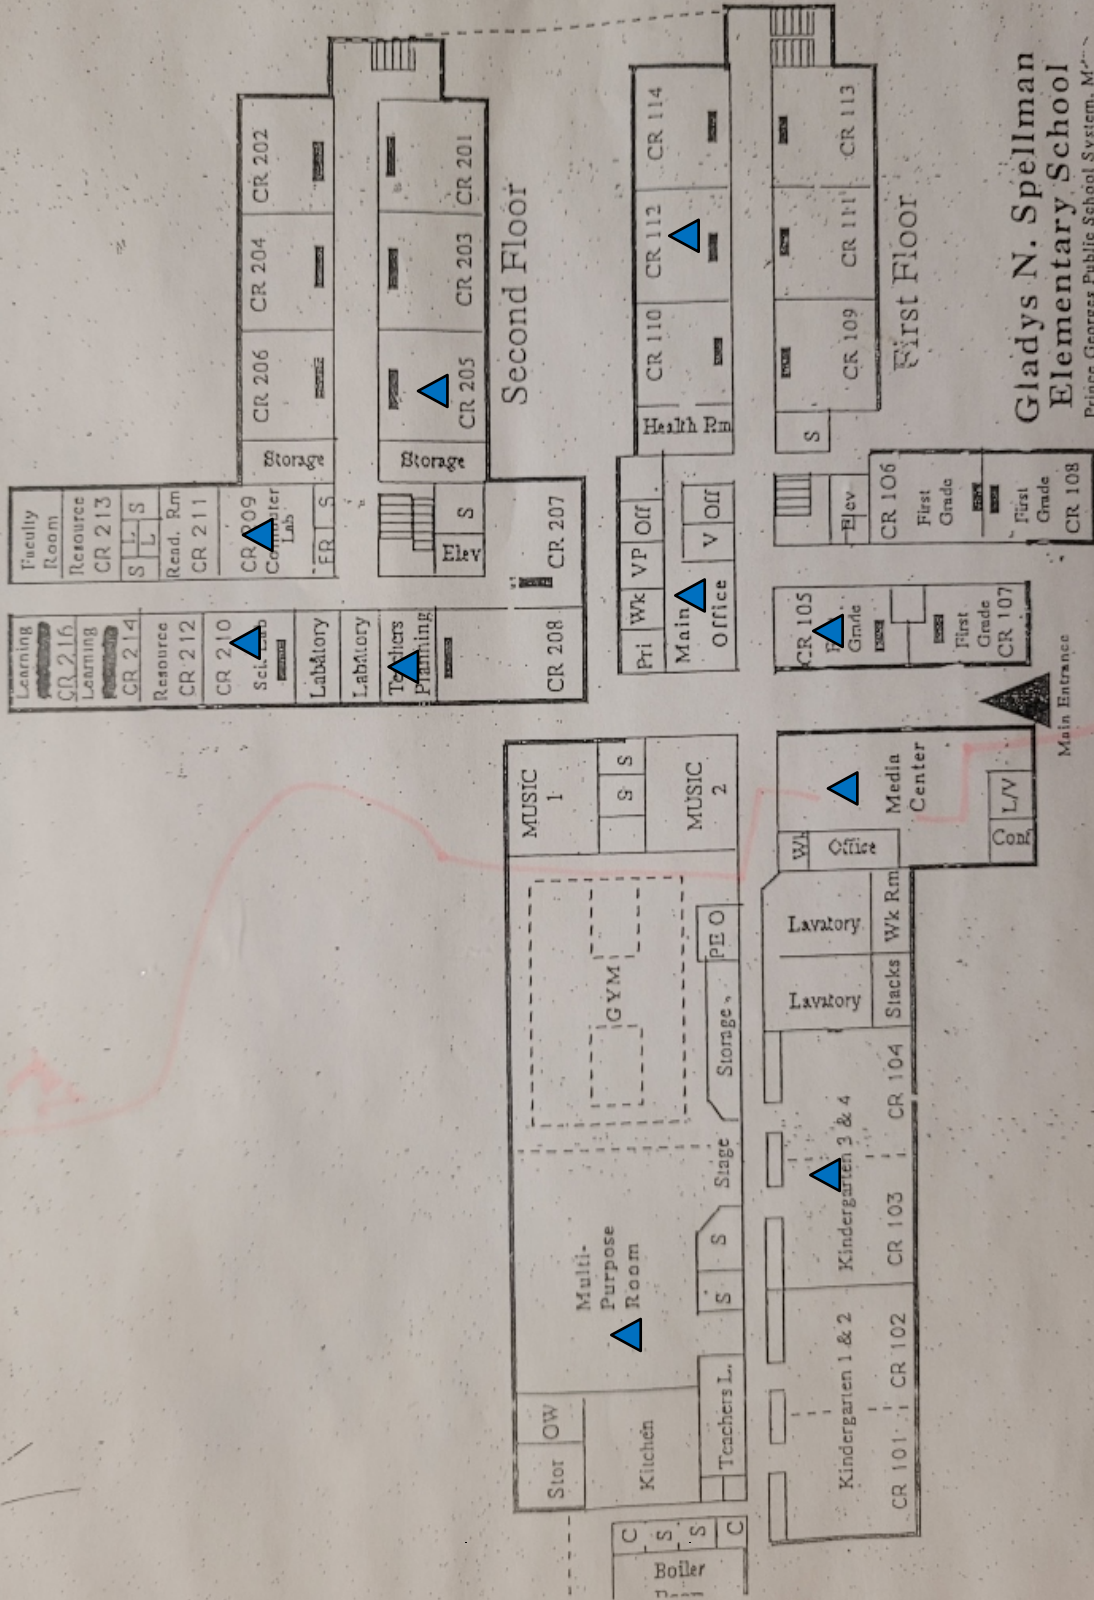 Faculty
Room
Resource
CR 213
S
L
L
S
Read. Rm
CR 211
CR 209
Lab
ER
S
Storage
CR 206
CR 204
CR 202
Learning
CR 216
Learning
CR 214
Resource
CR 212
CR 210
Labatory
Labatory
Teachers
Planning
CR 208
CR 207
Elev
S
Storage
CR 205
CR 203
CR 201
Second Floor
Pri
Wk
VP
Off
Main
Office
V
Off
Health Rm
CR 110
CR 112
CR 114
S
CR 109
CR 111
CR 113
First Floor
Elev
CR 106
First
Grade
First
Grade
CR 108
CR 105
Grade
First
Grade
CR 107
Main Entrance
Gladys N. Spellman
Elementary School
Prince Georges Public School System,
MUSIC
1
S
S
MUSIC
2
GYM
PE O
Storage
Stage
Multi-
Purpose
Room
S
S
Stor
OW
Kitchen
Teachers L.
C
S
S
C
Boiler
Media
Center
L/V
Conf.
Office
Lavatory
Wk Rm
Lavatory
Stacks
Kindergarten 3 & 4
CR 103
CR 104
Kindergarten 1 & 2
CR 101
CR 102